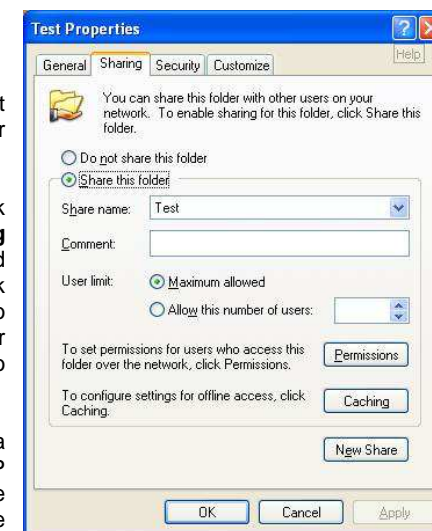 Test Properties
Help
General Sharing Security Customize
You can share this folder with other users on your
network. To enable sharing for this folder, click Share this
folder.
Do not share this folder
Share this folder
Share name: Test
Comment:
User limit: Maximum allowed
Allow this number of users:
To set permissions for users who access this
folder over the network, click Permissions.
Permissions
To configure settings for offline access, click
Caching.
Caching
New Share
OK Cancel Apply